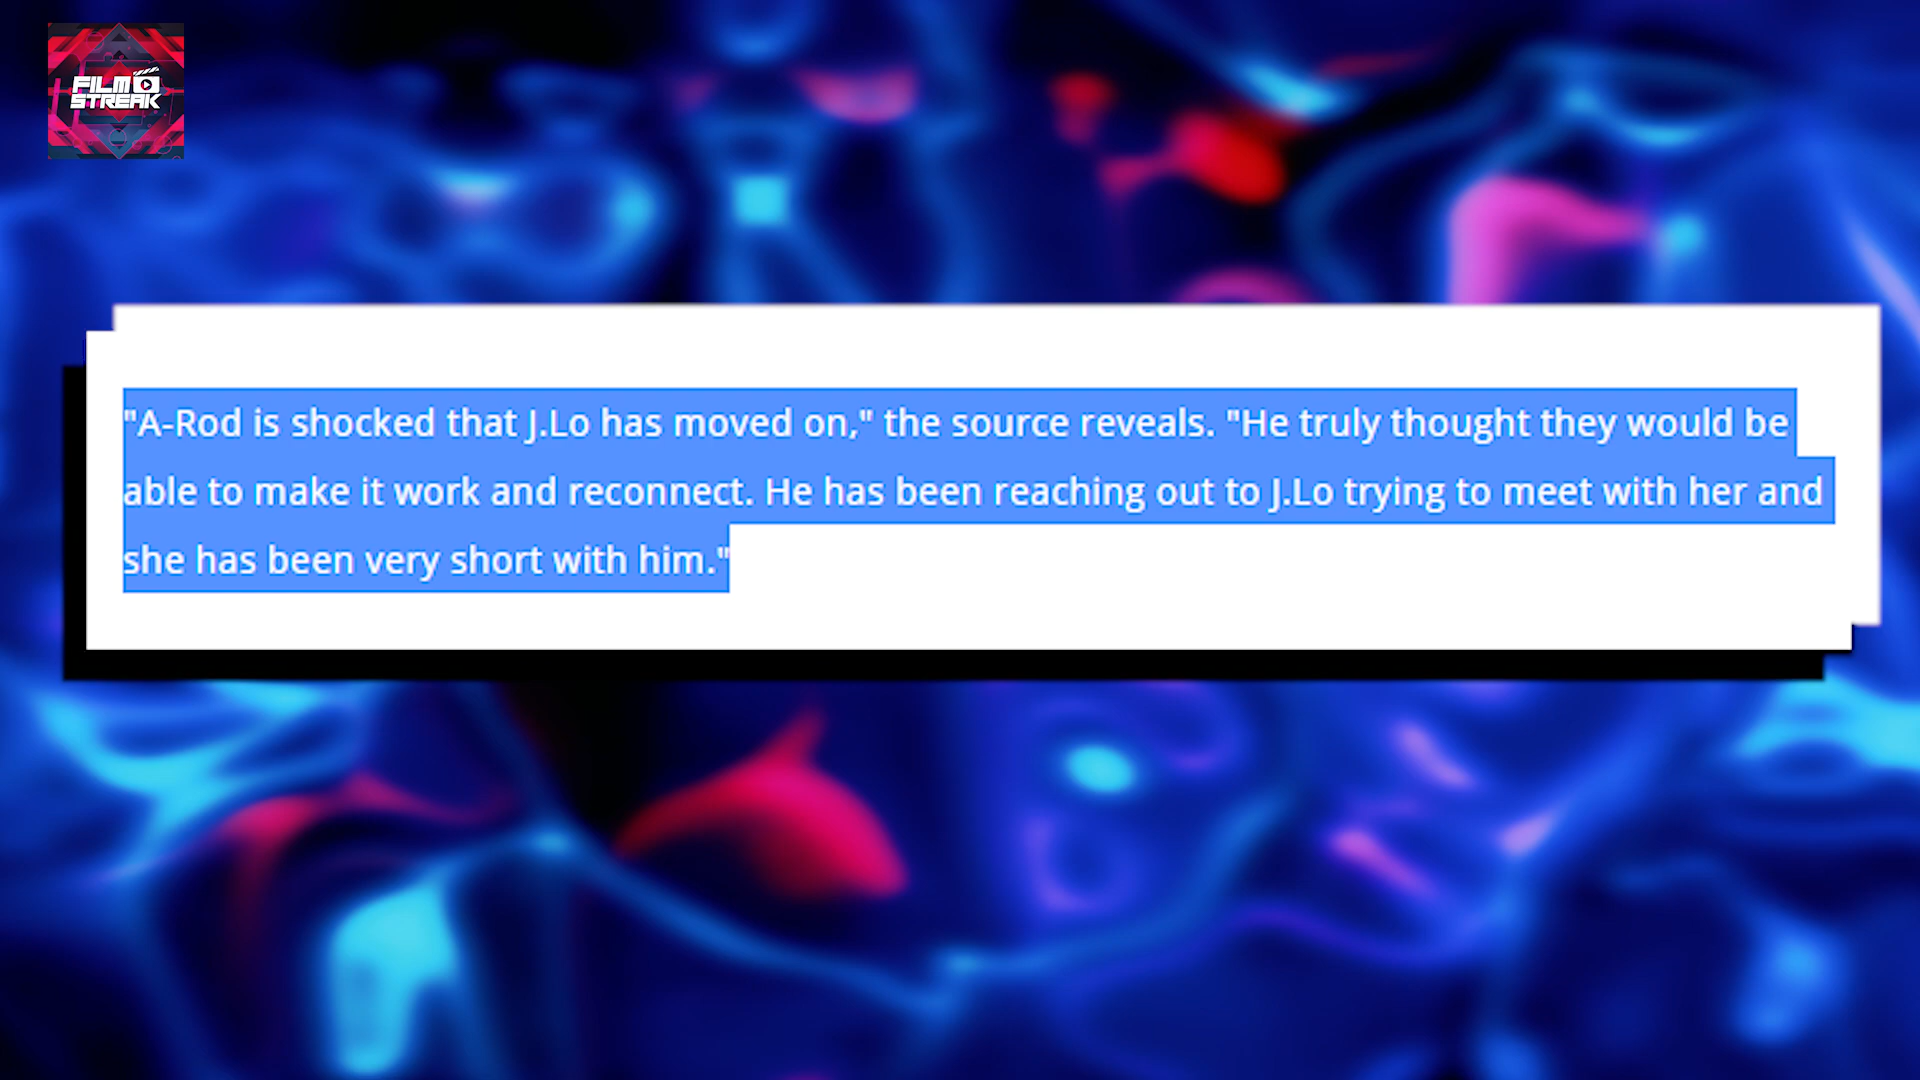 FILM
STREAK
"A-Rod is shocked that J.Lo has moved on," the source reveals. "He truly thought they would be
able to make it work and reconnect. He has been reaching out to J.Lo trying to meet with her and
she has been very short with him."